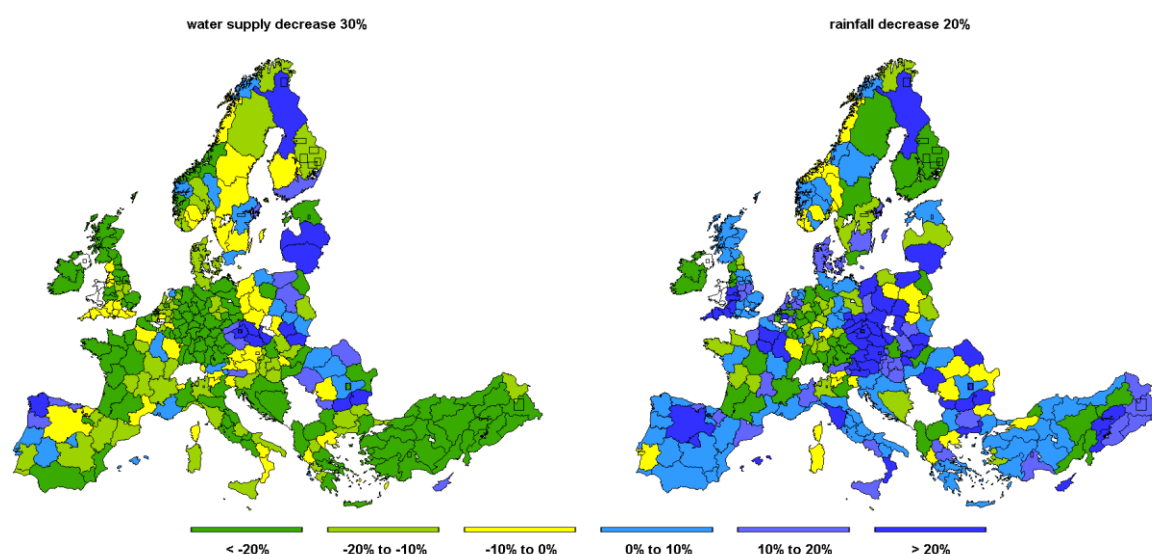 water supply decrease 30%
rainfall decrease 20%
< -20%
-20% to -10%
-10% to 0%
0% to 10%
10% to 20%
> 20%